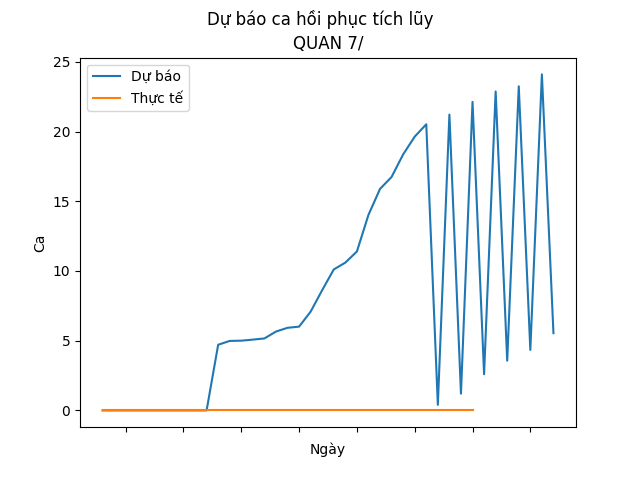 Dự báo ca hồi phục tích lũy
QUAN 7/
Dự báo
Thực tế
25
20
15
10
5
0
Ca
Ngày